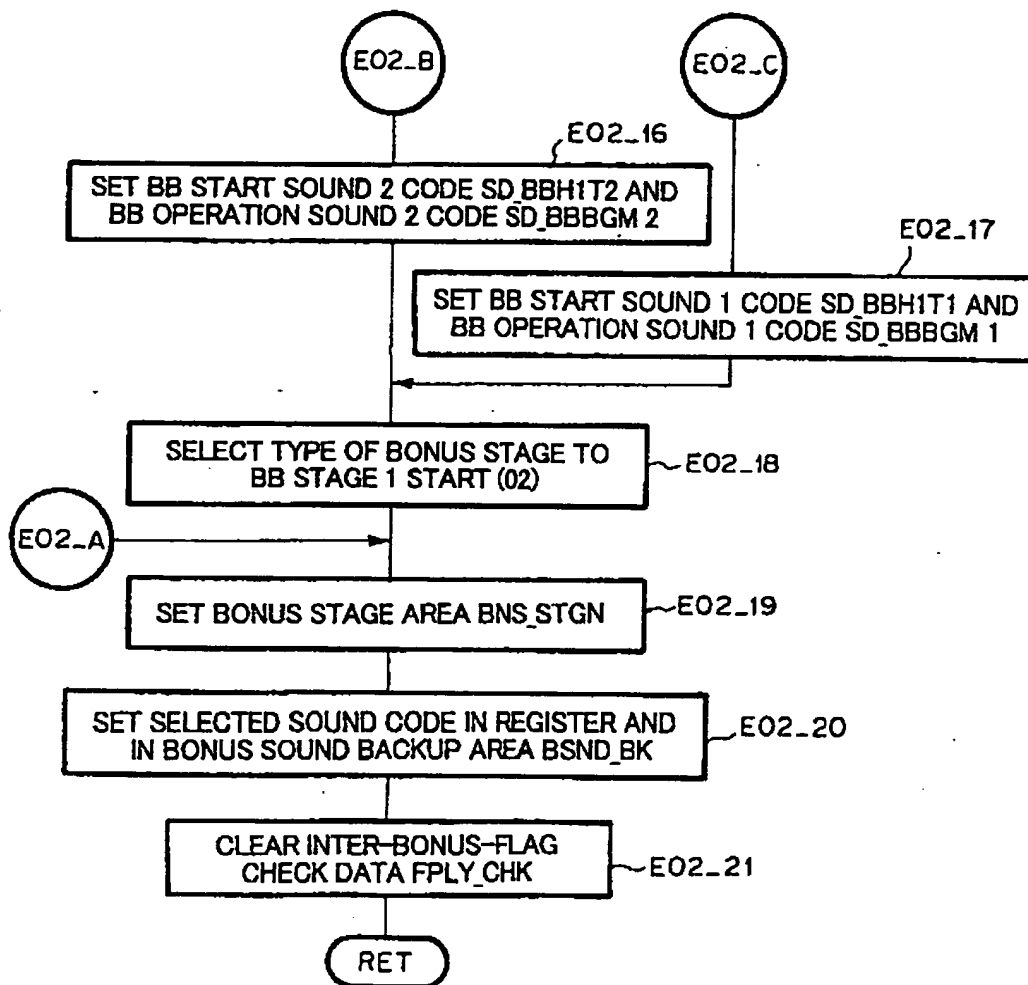 E02_B
E02_C
E02_16
SET BB START SOUND 2 CODE SD_BBH1T2 AND
BB OPERATION SOUND 2 CODE SD_BBBGM 2
E02_17
SET BB START SOUND 1 CODE SD_BBH1T1 AND
BB OPERATION SOUND 1 CODE SD_BBBGM 1
SELECT TYPE OF BONUS STAGE TO
BB STAGE 1 START (02)
E02_18
E02_A
SET BONUS STAGE AREA BNS_STGN
E02_19
SET SELECTED SOUND CODE IN REGISTER AND
IN BONUS SOUND BACKUP AREA BSND_BK
E02_20
CLEAR INTER-BONUS-FLAG
CHECK DATA FPLY_CHK
E02_21
RET